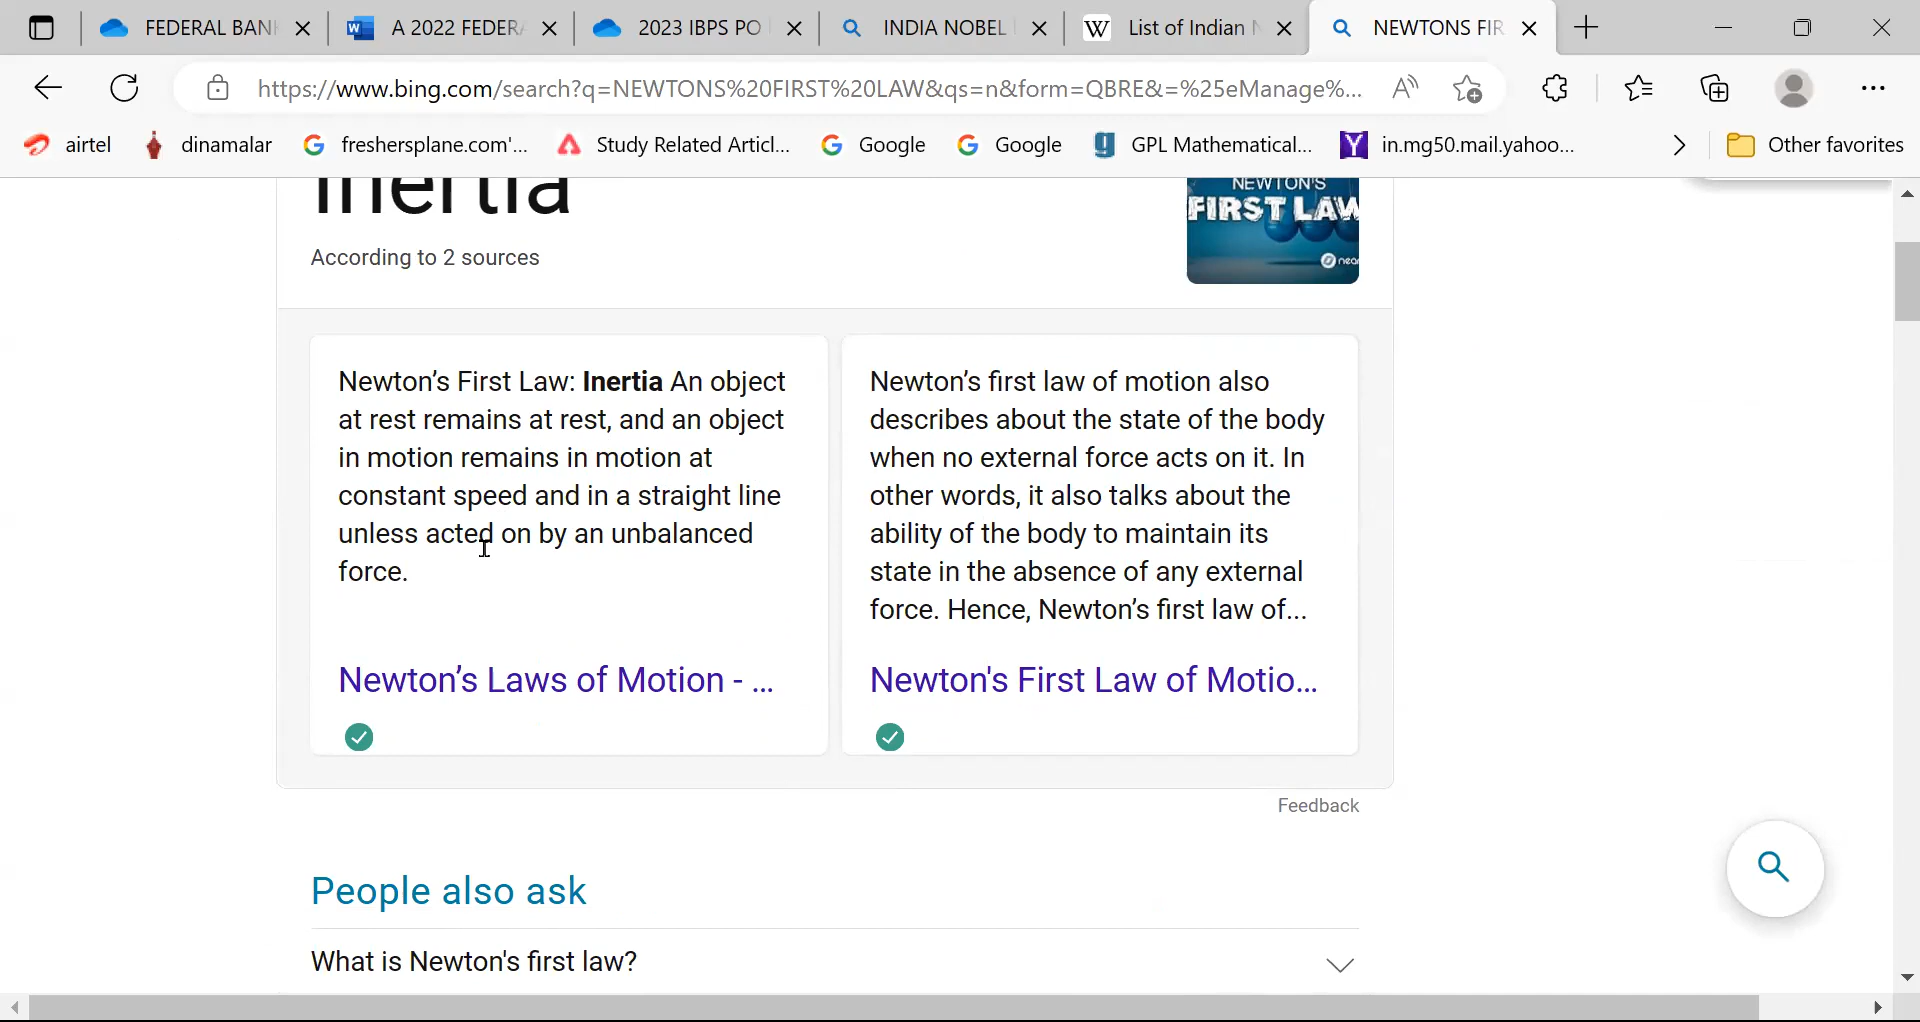 FEDERAL BAN
A 2022 FEDER
2023 IBPS PO
INDIA NOBEL
W List of Indian
NEWTONS FIR
https://www.bing.com/search?q=NEWTONS%20FIRST%20LAW&qs=n&form=QBRE&=%25eManage%...
airtel dinamalar freshersplane.com'... Study Related Articl... Google Google GPL Mathematical... in.mg50.mail.yahoo... Other favorites
Inertia
According to 2 sources
NEWTON'S
FIRST LAW
near
Newton's First Law: Inertia An object
at rest remains at rest, and an object
in motion remains in motion at
constant speed and in a straight line
unless acted on by an unbalanced
force.
Newton's Laws of Motion - ...
Newton's first law of motion also
describes about the state of the body
when no external force acts on it. In
other words, it also talks about the
ability of the body to maintain its
state in the absence of any external
force. Hence, Newton's first law of...
Newton's First Law of Motio...
Feedback
People also ask
What is Newton's first law?